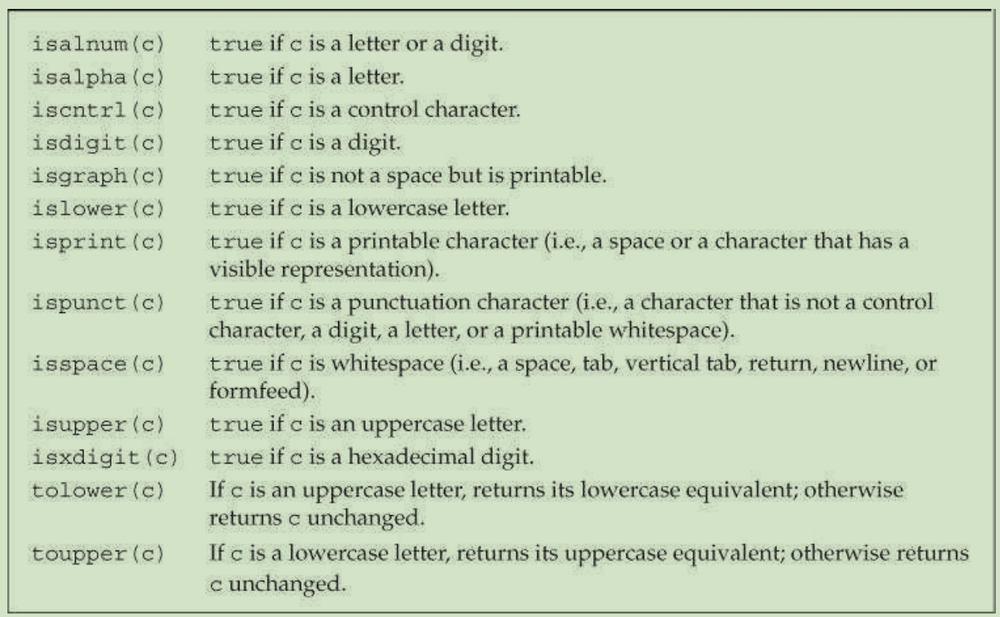 isalnum(c) true if c is a letter or a digit.
isalpha(c) true if c is a letter.
iscntrl(c) true if c is a control character.
isdigit(c) true if c is a digit.
isgraph(c) true if c is not a space but is printable.
islower(c) true if c is a lowercase letter.
isprint(c) true if c is a printable character (i.e., a space or a character that has a
visible representation).
ispunct(c) true if c is a punctuation character (i.e., a character that is not a control
character, a digit, a letter, or a printable whitespace).
isspace(c) true if c is whitespace (i.e., a space, tab, vertical tab, return, newline, or
formfeed).
isupper(c) true if c is an uppercase letter.
isxdigit(c) true if c is a hexadecimal digit.
tolower(c) If c is an uppercase letter, returns its lowercase equivalent; otherwise
returns c unchanged.
toupper(c) If c is a lowercase letter, returns its uppercase equivalent; otherwise returns
c unchanged.